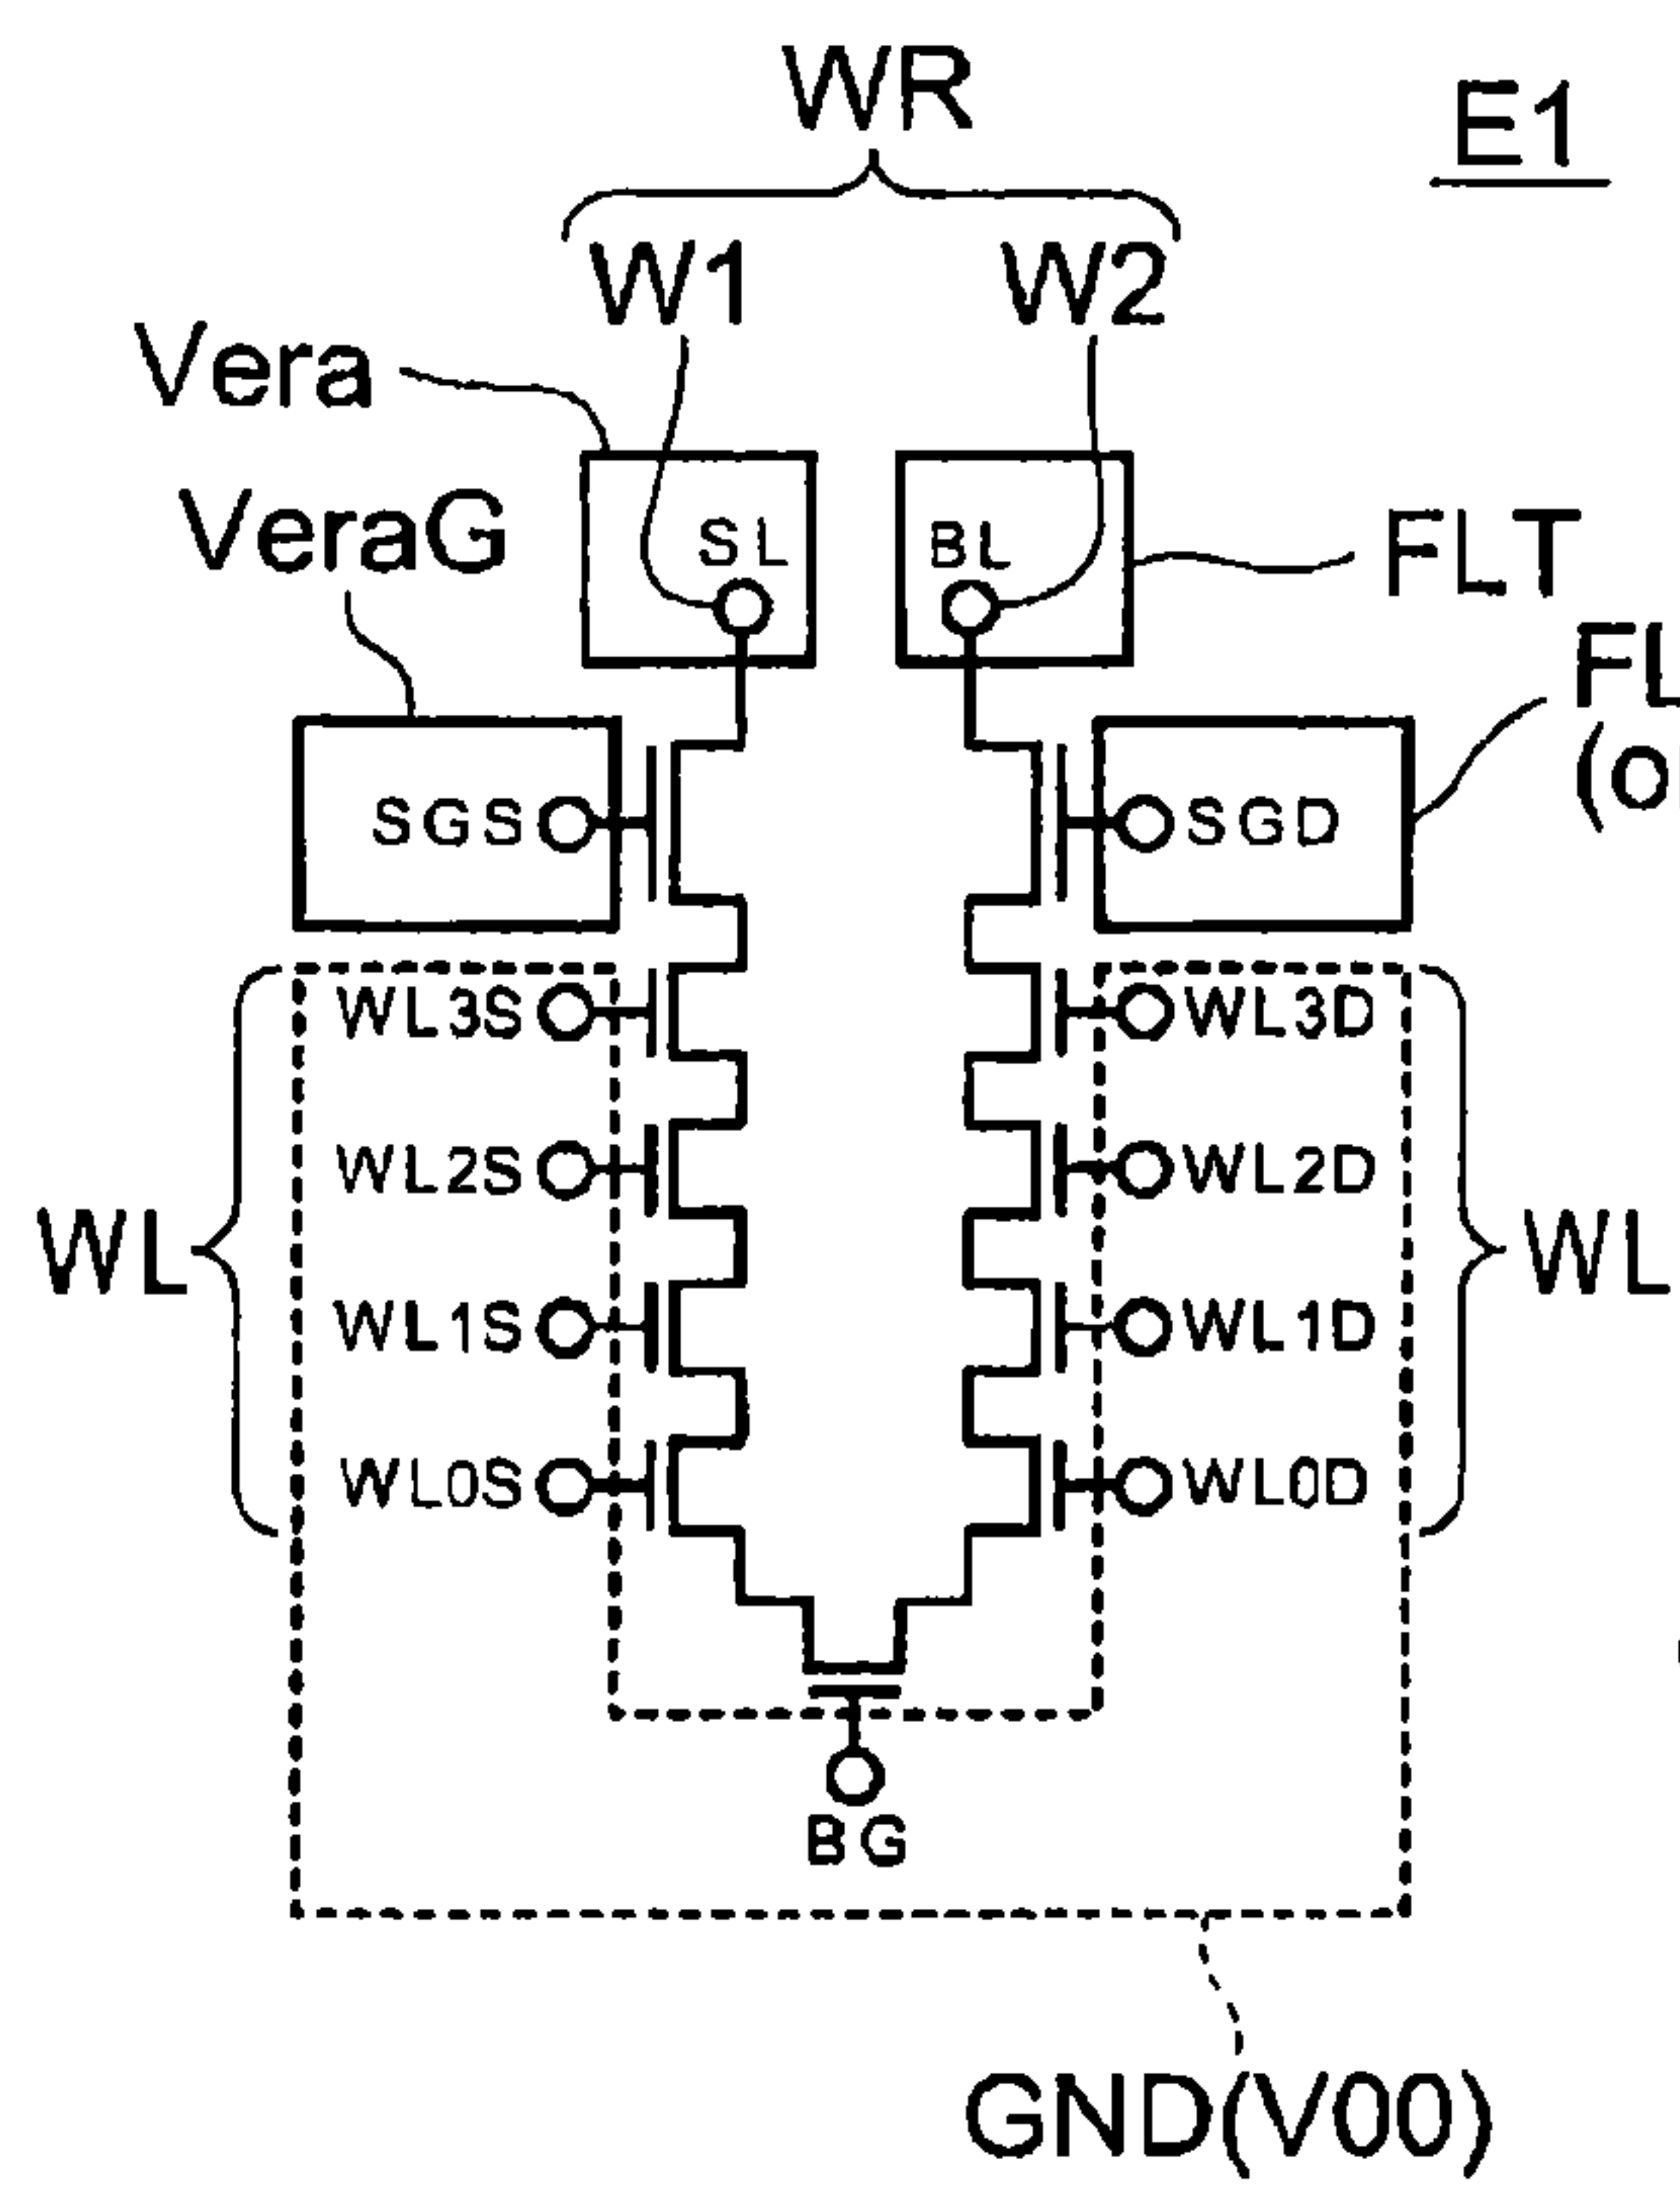 WR
E1
W1 W2
Vera
VeraG
SL BL
FLT
SGS SGD
WL3S WL3D
WL2S WL2D
WL WL
WL1S WL1D
WL0S WL0D
BG
GND(V00)